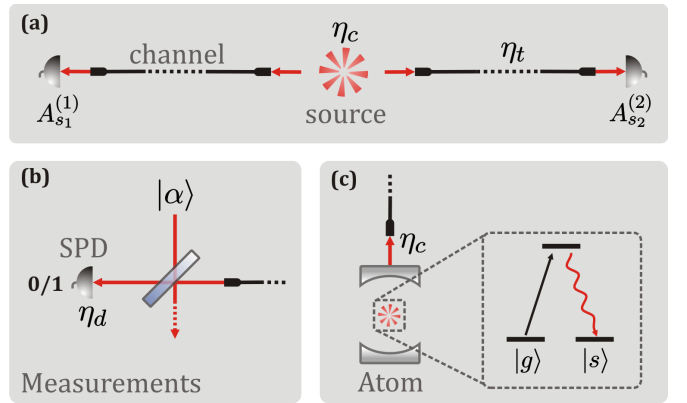 (a)
channel
η_c
η_t
A_{s_1}^{(1)}
source
A_{s_2}^{(2)}
(b)
|α⟩
SPD
0/1
η_d
Measurements
(c)
η_c
Atom
|g⟩
|s⟩